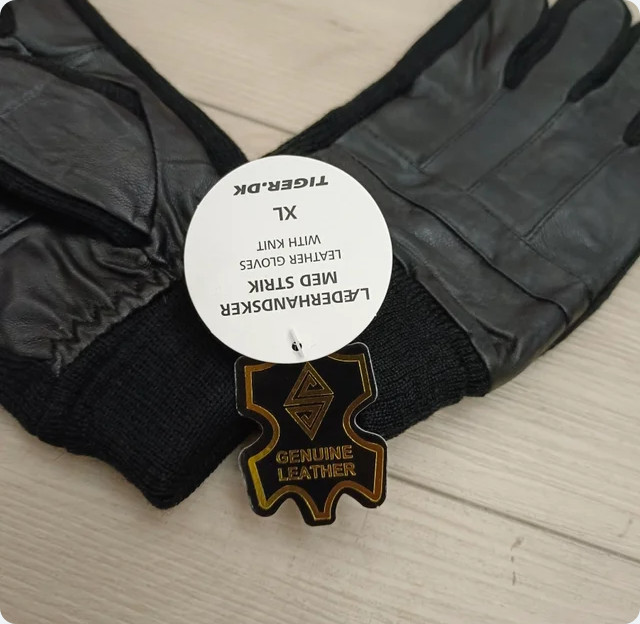 LÆDERHANDSKER
MED STRIK
LEATHER GLOVES
WITH KNIT
XL
TIGER.DK
GENUINE
LEATHER